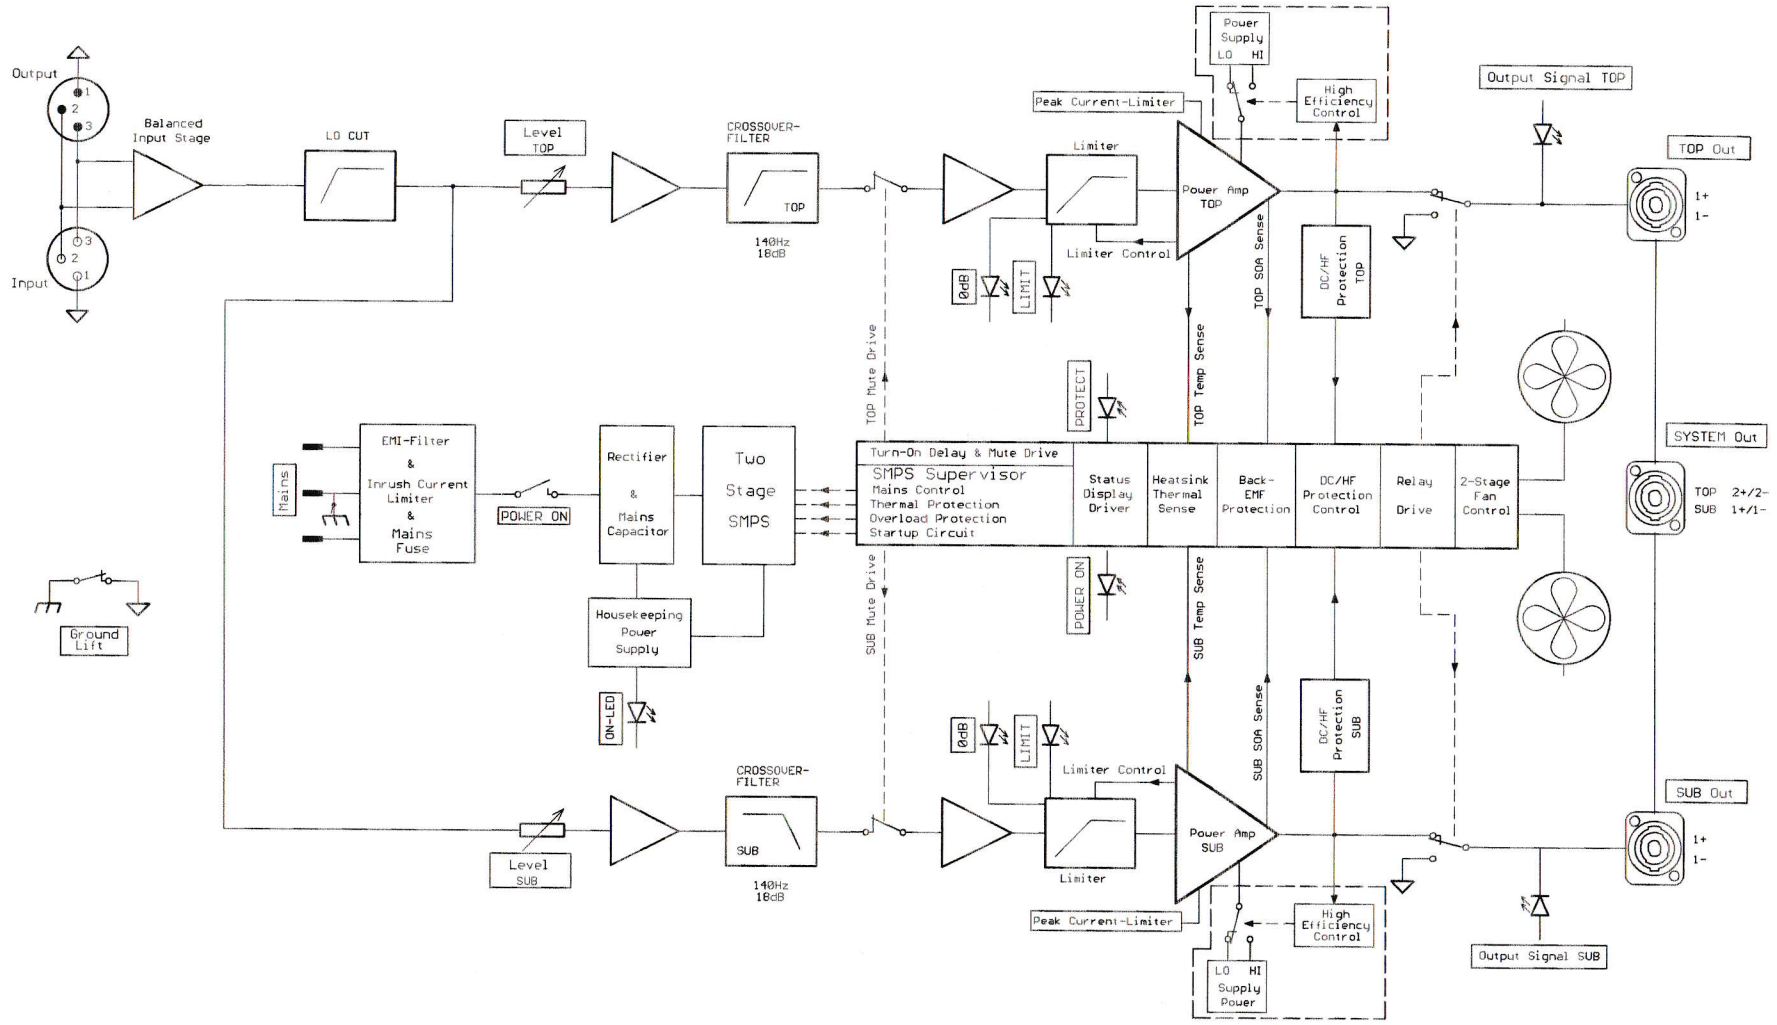 Output
1
2
3
Balanced
Input Stage
3
2
1
Input
LO CUT
Level
TOP
CROSSOVER-
FILTER
TOP
140Hz
18dB
Limiter
Peak Current-Limiter
Power
Supply
LO HI
High
Efficiency
Control
Power Amp
TOP
Limiter Control
0dB
LIMIT
TOP SOA Sense
TOP Temp Sense
DC/HF
Protection
TOP
Output Signal TOP
TOP Out
1+
1-
TOP Mute Drive
PROTECT
Mains
EMI-Filter
&
Inrush Current
Limiter
&
Mains
Fuse
POWER ON
Rectifier
&
Mains
Capacitor
Two
Stage
SMPS
Turn-On Delay & Mute Drive
SMPS Supervisor
Mains Control
Thermal Protection
Overload Protection
Startup Circuit
Status
Display
Driver
Heatsink
Thermal
Sense
Back-
EMF
Protection
DC/HF
Protection
Control
Relay
Drive
2-Stage
Fan
Control
SYSTEM Out
TOP 2+/2-
SUB 1+/1-
Ground
Lift
Housekeeping
Power
Supply
ON-LED
SUB Mute Drive
POWER ON
SUB Temp Sense
SUB SOA Sense
DC/HF
Protection
SUB
0dB
LIMIT
Level
SUB
CROSSOVER-
FILTER
SUB
140Hz
18dB
Limiter Control
Limiter
Power Amp
SUB
Peak Current-Limiter
High
Efficiency
Control
LO HI
Supply
Power
SUB Out
1+
1-
Output Signal SUB